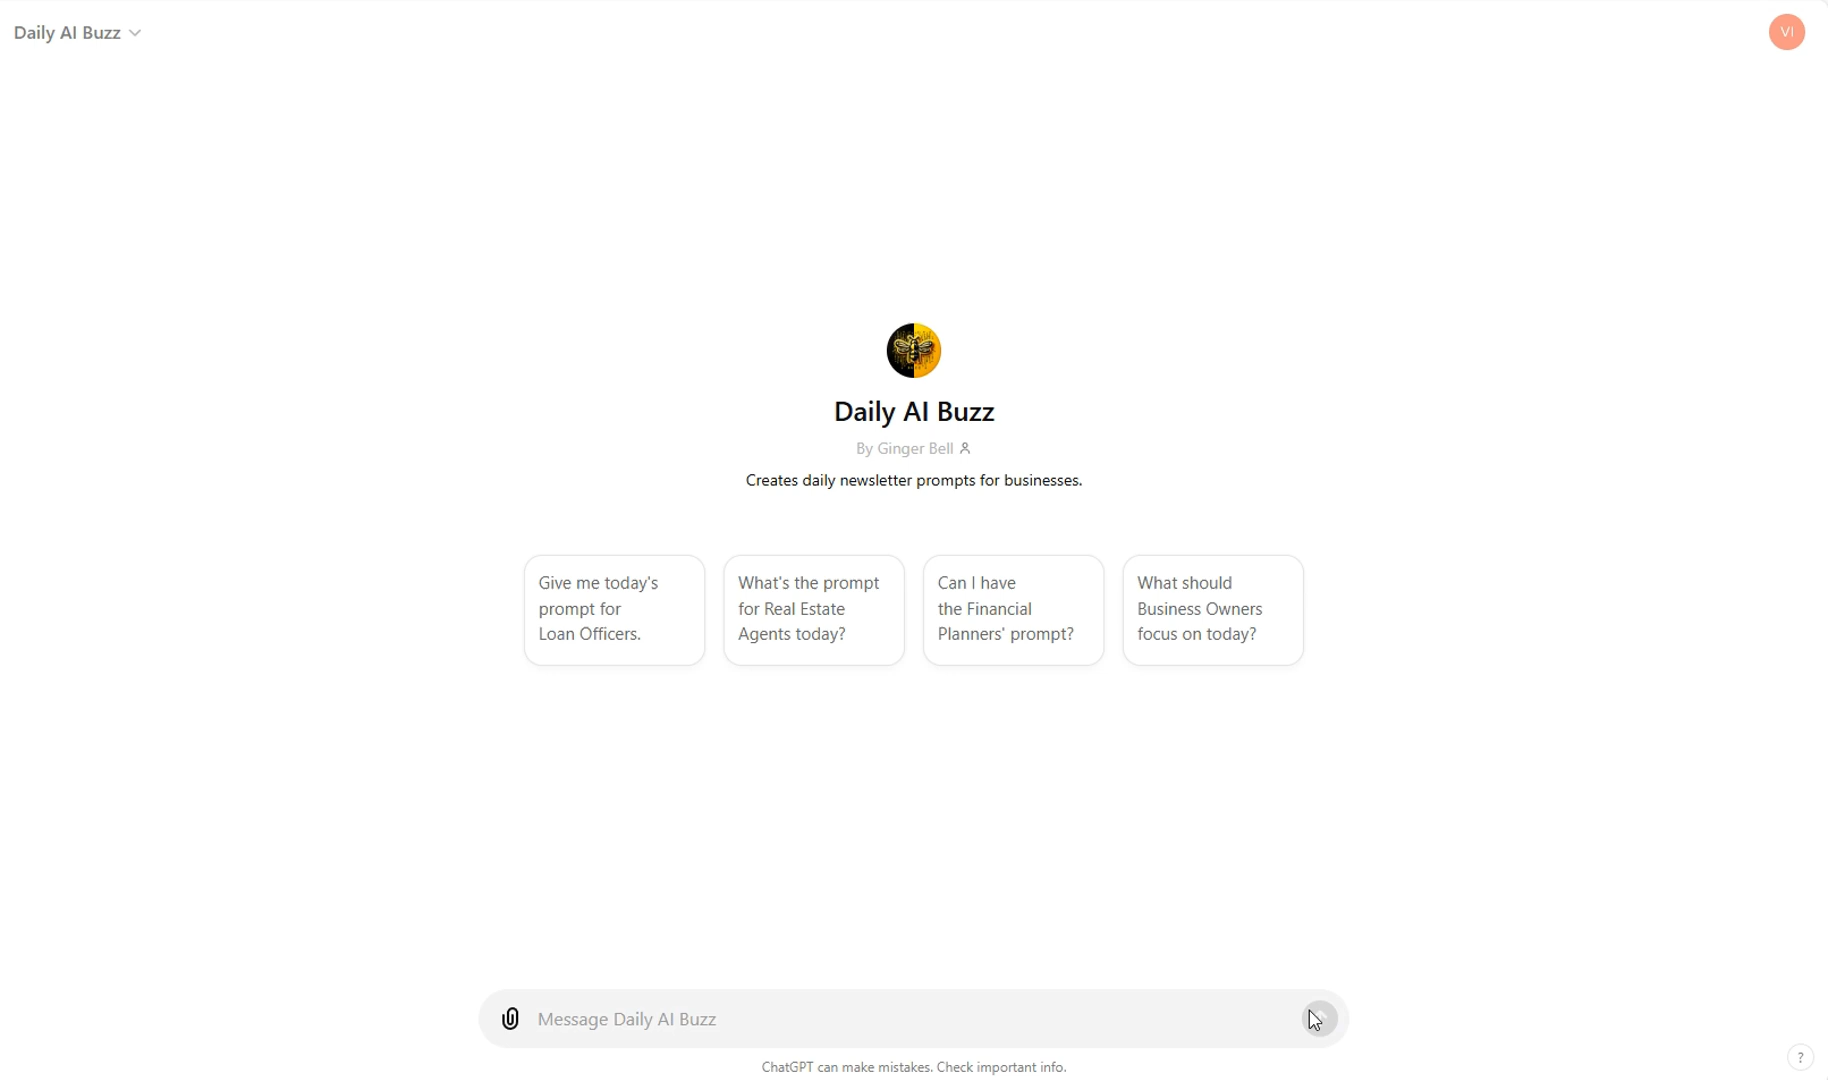 Daily AI Buzz
VI
Daily AI Buzz
By Ginger Bell
Creates daily newsletter prompts for businesses.
Give me today's
prompt for
Loan Officers.
What's the prompt
for Real Estate
Agents today?
Can I have
the Financial
Planners' prompt?
What should
Business Owners
focus on today?
Message Daily AI Buzz
ChatGPT can make mistakes. Check important info.
?